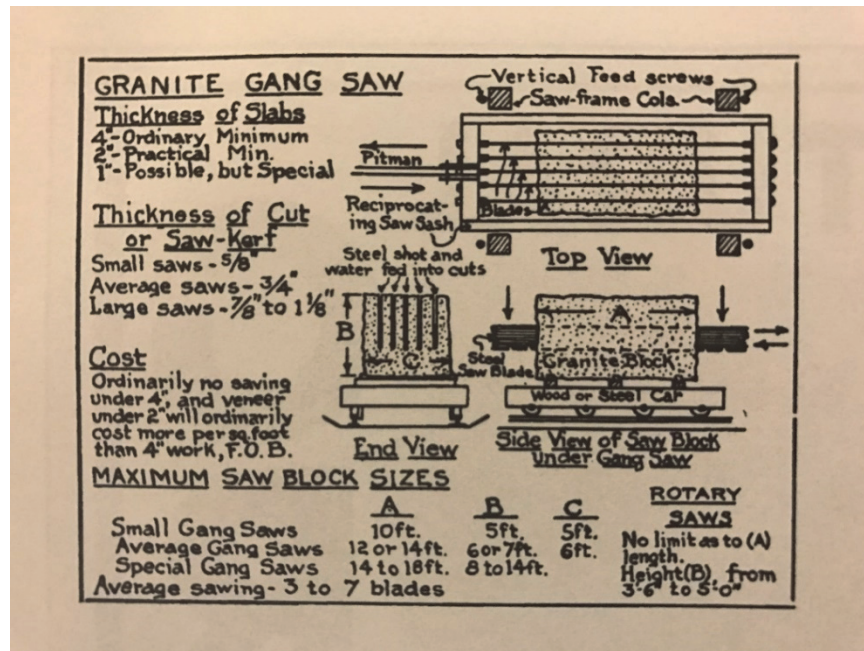 GRANITE GANG SAW
Thickness of Slabs
4"-Ordinary Minimum
2"-Practical Min.
1"-Possible, but Special
Thickness of Cut
or Saw-Kerf
Small saws - 5/8"
Average saws - 3/4"
Large saws - 7/8" to 1 1/8"
Cost
Ordinarily no saving
under 4", and veneer
under 2" will ordinarily
cost more per sq. foot
than 4" work, F.O.B.
Vertical Feed screws
Saw-frame Cols.
Pitman
Blades
Reciprocat-
ing Saw Sash
Top View
Steel shot and
water fed into cuts
B
C
End View
A
Steel
Saw Blade
Granite Block
Wood or Steel Car
Side View of Saw Block
Under Gang Saw
MAXIMUM SAW BLOCK SIZES
A B C
Small Gang Saws 10ft. 5ft. 5ft.
Average Gang Saws 12 or 14ft. 6 or 7ft. 6ft.
Special Gang Saws 14 to 18ft. 8 to 14ft.
Average sawing - 3 to 7 blades
ROTARY
SAWS
No limit as to (A)
length.
Height (B), from
3'-6" to 5'-0"